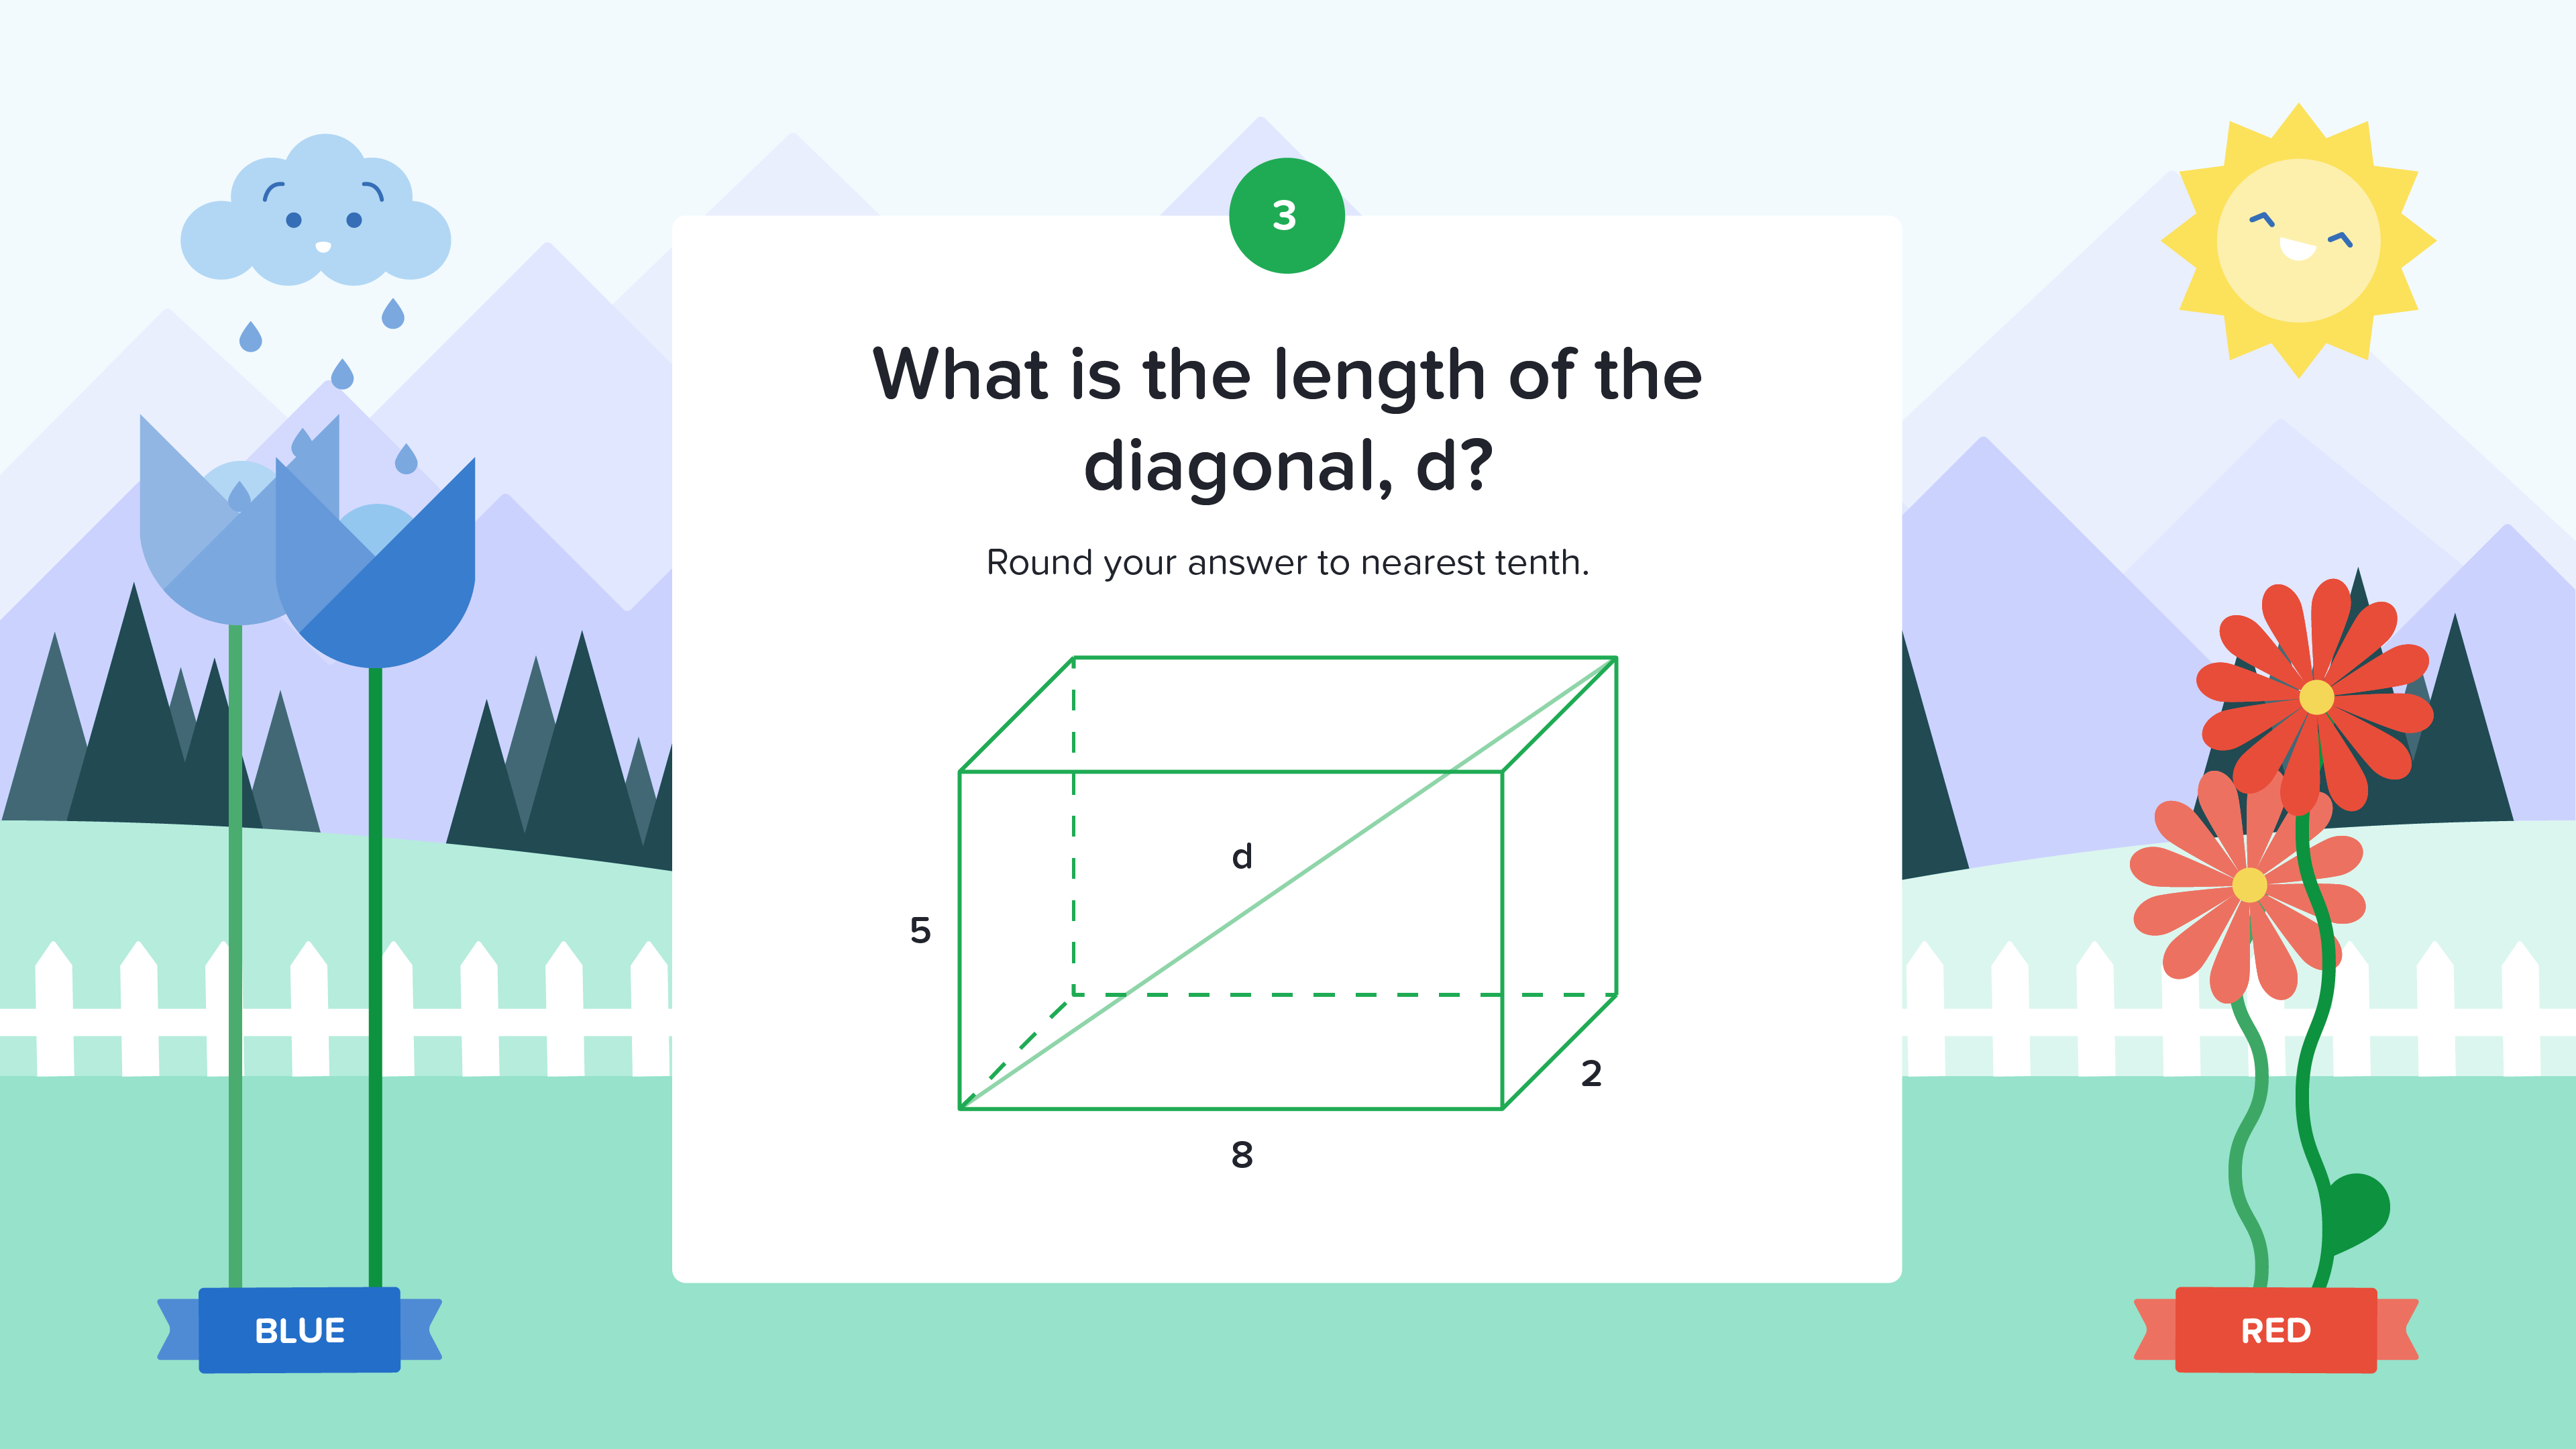 3
What is the length of the
diagonal, d?
Round your answer to nearest tenth.
d
5
2
8
BLUE
RED